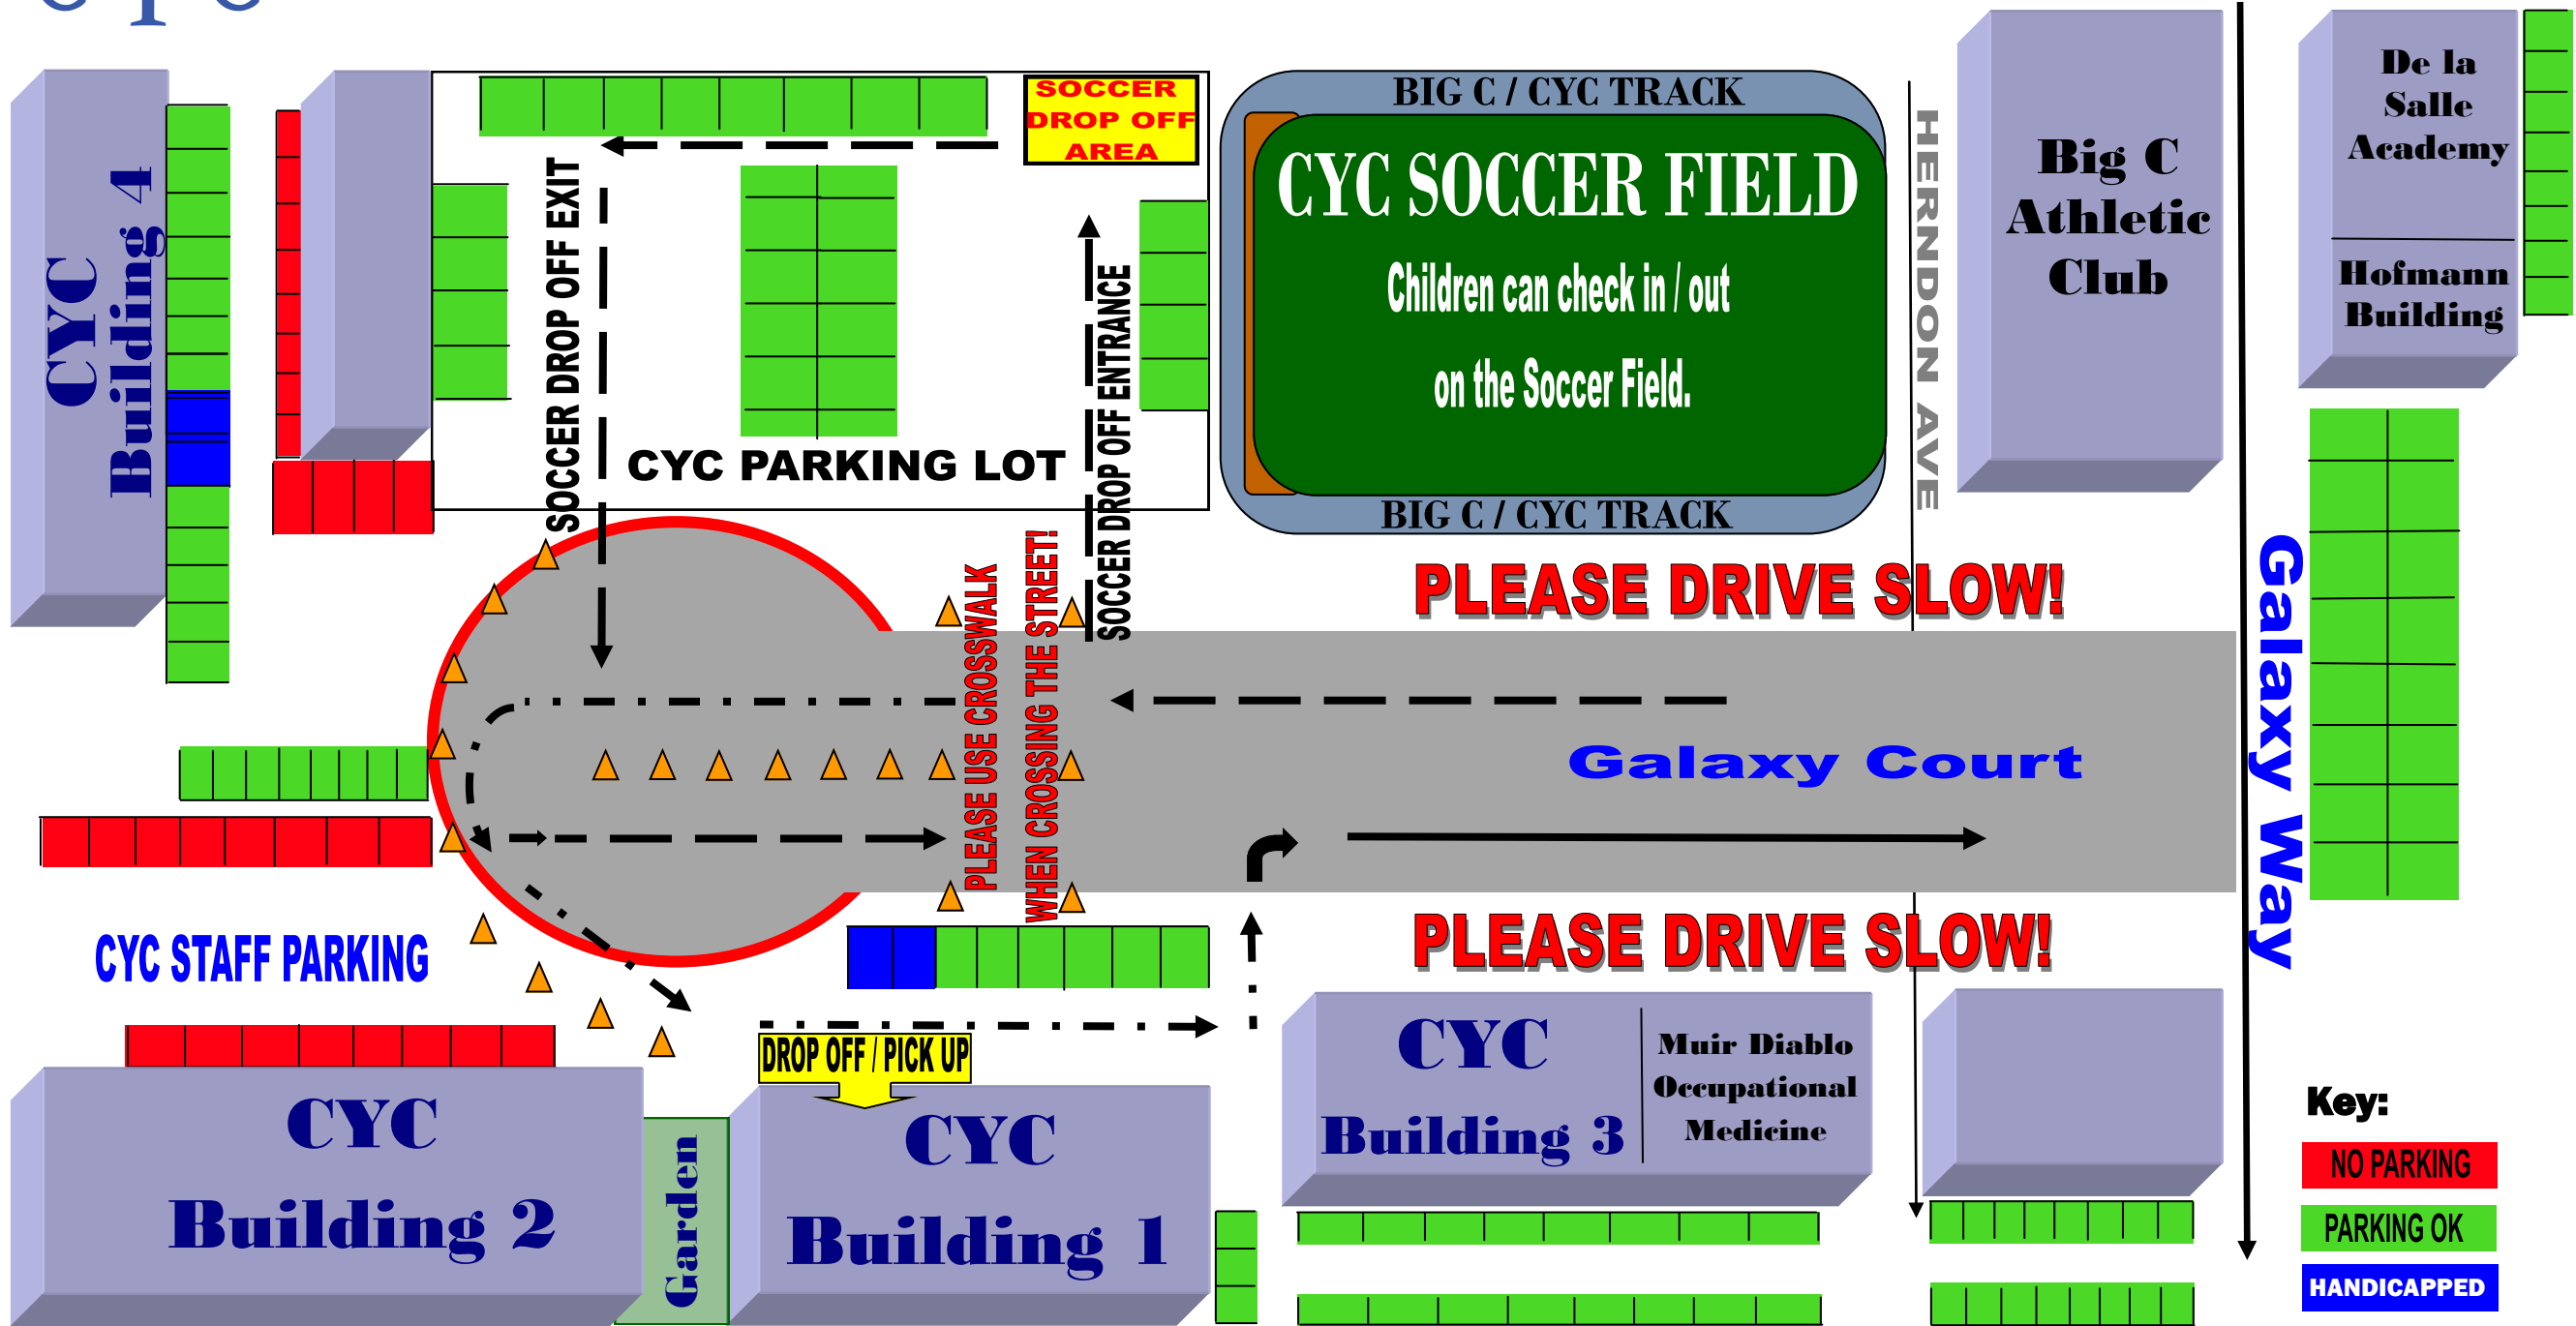 SOCCER
DROP OFF
AREA
BIG C / CYC TRACK
CYC SOCCER FIELD
Children can check in / out
on the Soccer Field.
BIG C / CYC TRACK
HERNDON AVE
Big C
Athletic
Club
De la
Salle
Academy
Hofmann
Building
CYC
Building 4
SOCCER DROP OFF EXIT
CYC PARKING LOT
SOCCER DROP OFF ENTRANCE
PLEASE USE CROSSWALK
WHEN CROSSING THE STREET!
PLEASE DRIVE SLOW!
Galaxy Court
Galaxy Way
PLEASE DRIVE SLOW!
CYC STAFF PARKING
DROP OFF / PICK UP
CYC
Building 2
Garden
CYC
Building 1
CYC
Building 3
Muir Diablo
Occupational
Medicine
Key:
NO PARKING
PARKING OK
HANDICAPPED